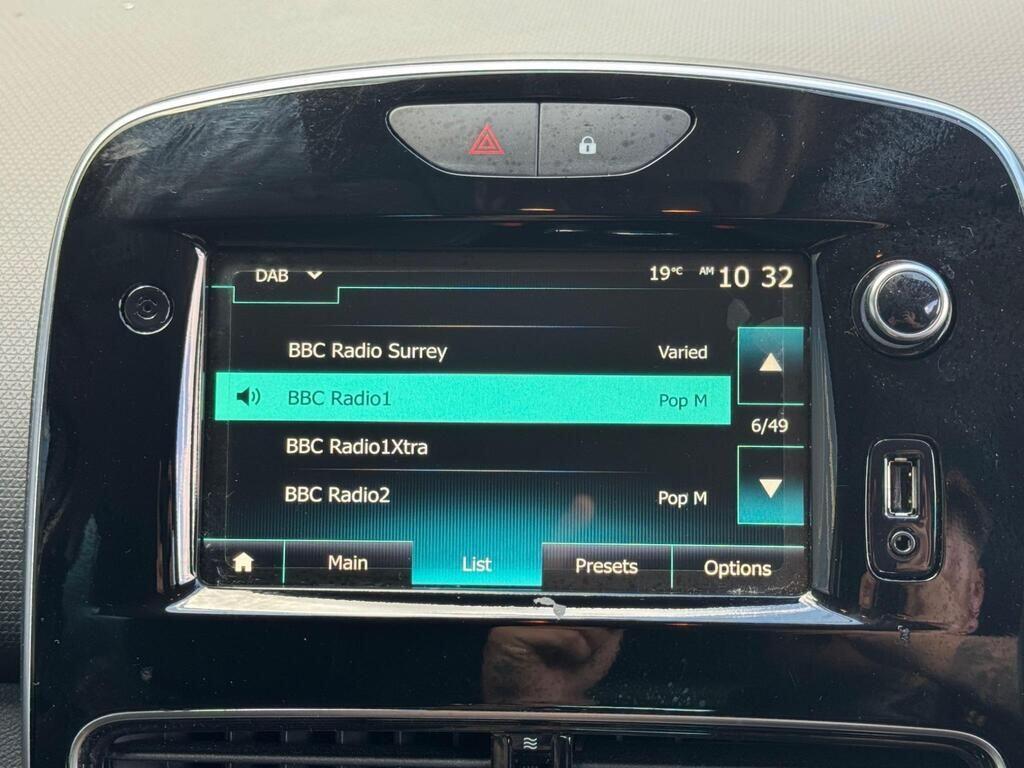 DAB 19°C AM 10 32
BBC Radio Surrey Varied
BBC Radio1 Pop M
6/49
BBC Radio1Xtra
BBC Radio2 Pop M
Main List Presets Options